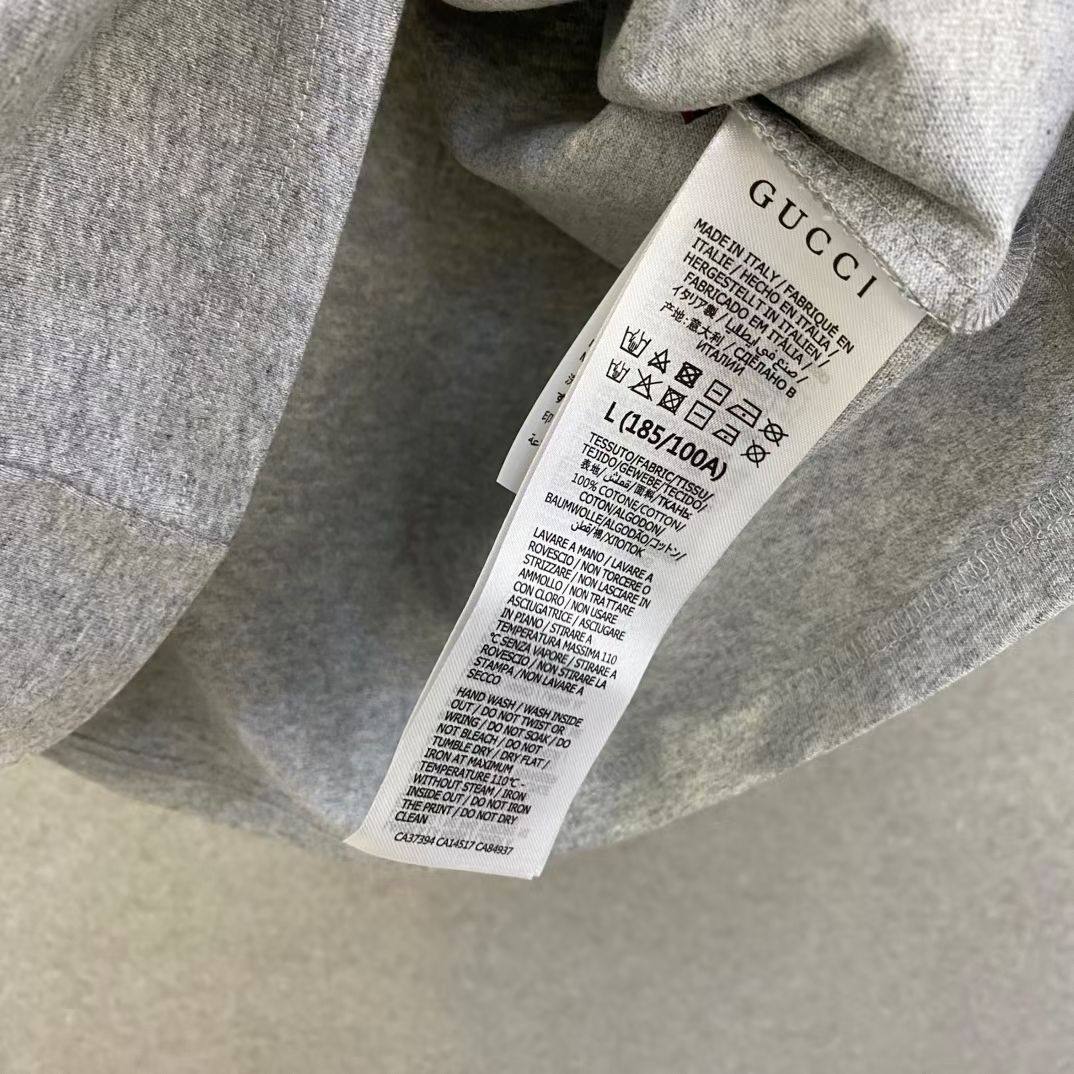 GUCCI
MADE IN ITALY / FABRIQUÉ EN
ITALIE / HECHO EN ITALIA /
HERGESTELLT IN ITALIEN /
FABRICADO EM ITÁLIA /
イタリア製 / صنع في ايطاليا /
产地:意大利 / СДЕЛАНО В
ИТАЛИИ
L (185/100A)
TESSUTO/FABRIC/TISSU/
TEJIDO/GEWEBE/TECIDO/
表地/قماش/面料/ТКАНЬ:
100% COTONE/COTTON/
COTON/ALGODON/
BAUMWOLLE/ALGODÃO/コットン/
قطن/棉/ХЛОПОК
LAVARE A MANO / LAVARE A
ROVESCIO / NON TORCERE O
STRIZZARE / NON LASCIARE IN
AMMOLLO / NON TRATTARE
CON CLORO / NON USARE
ASCIUGATRICE / ASCIUGARE
IN PIANO / STIRARE A
TEMPERATURA MASSIMA 110
°C SENZA VAPORE / STIRARE A
ROVESCIO / NON STIRARE LA
STAMPA / NON LAVARE A
SECCO
HAND WASH / WASH INSIDE
OUT / DO NOT TWIST OR
WRING / DO NOT SOAK / DO
NOT BLEACH / DO NOT
TUMBLE DRY / DRY FLAT /
IRON AT MAXIMUM
TEMPERATURE 110°C -
WITHOUT STEAM / IRON
INSIDE OUT / DO NOT IRON
THE PRINT / DO NOT DRY
CLEAN
CA37394 CA14517 CA84937
印